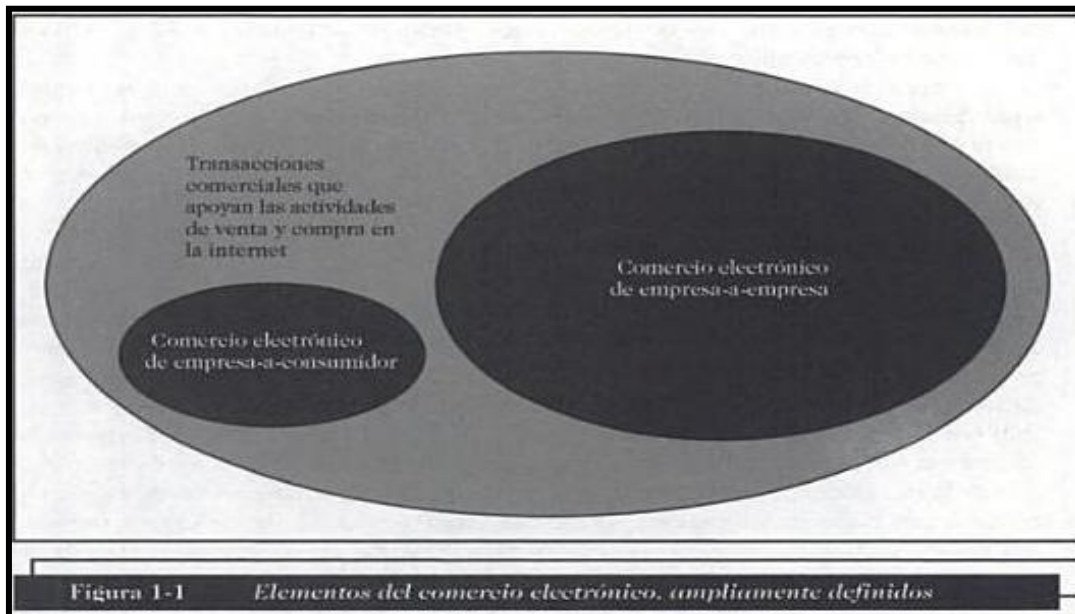 Transacciones
comerciales que
apoyan las actividades
de venta y compra en
la internet
Comercio electrónico
de empresa-a-empresa
Comercio electrónico
de empresa-a-consumidor
Figura 1-1 Elementos del comercio electrónico, ampliamente definidos